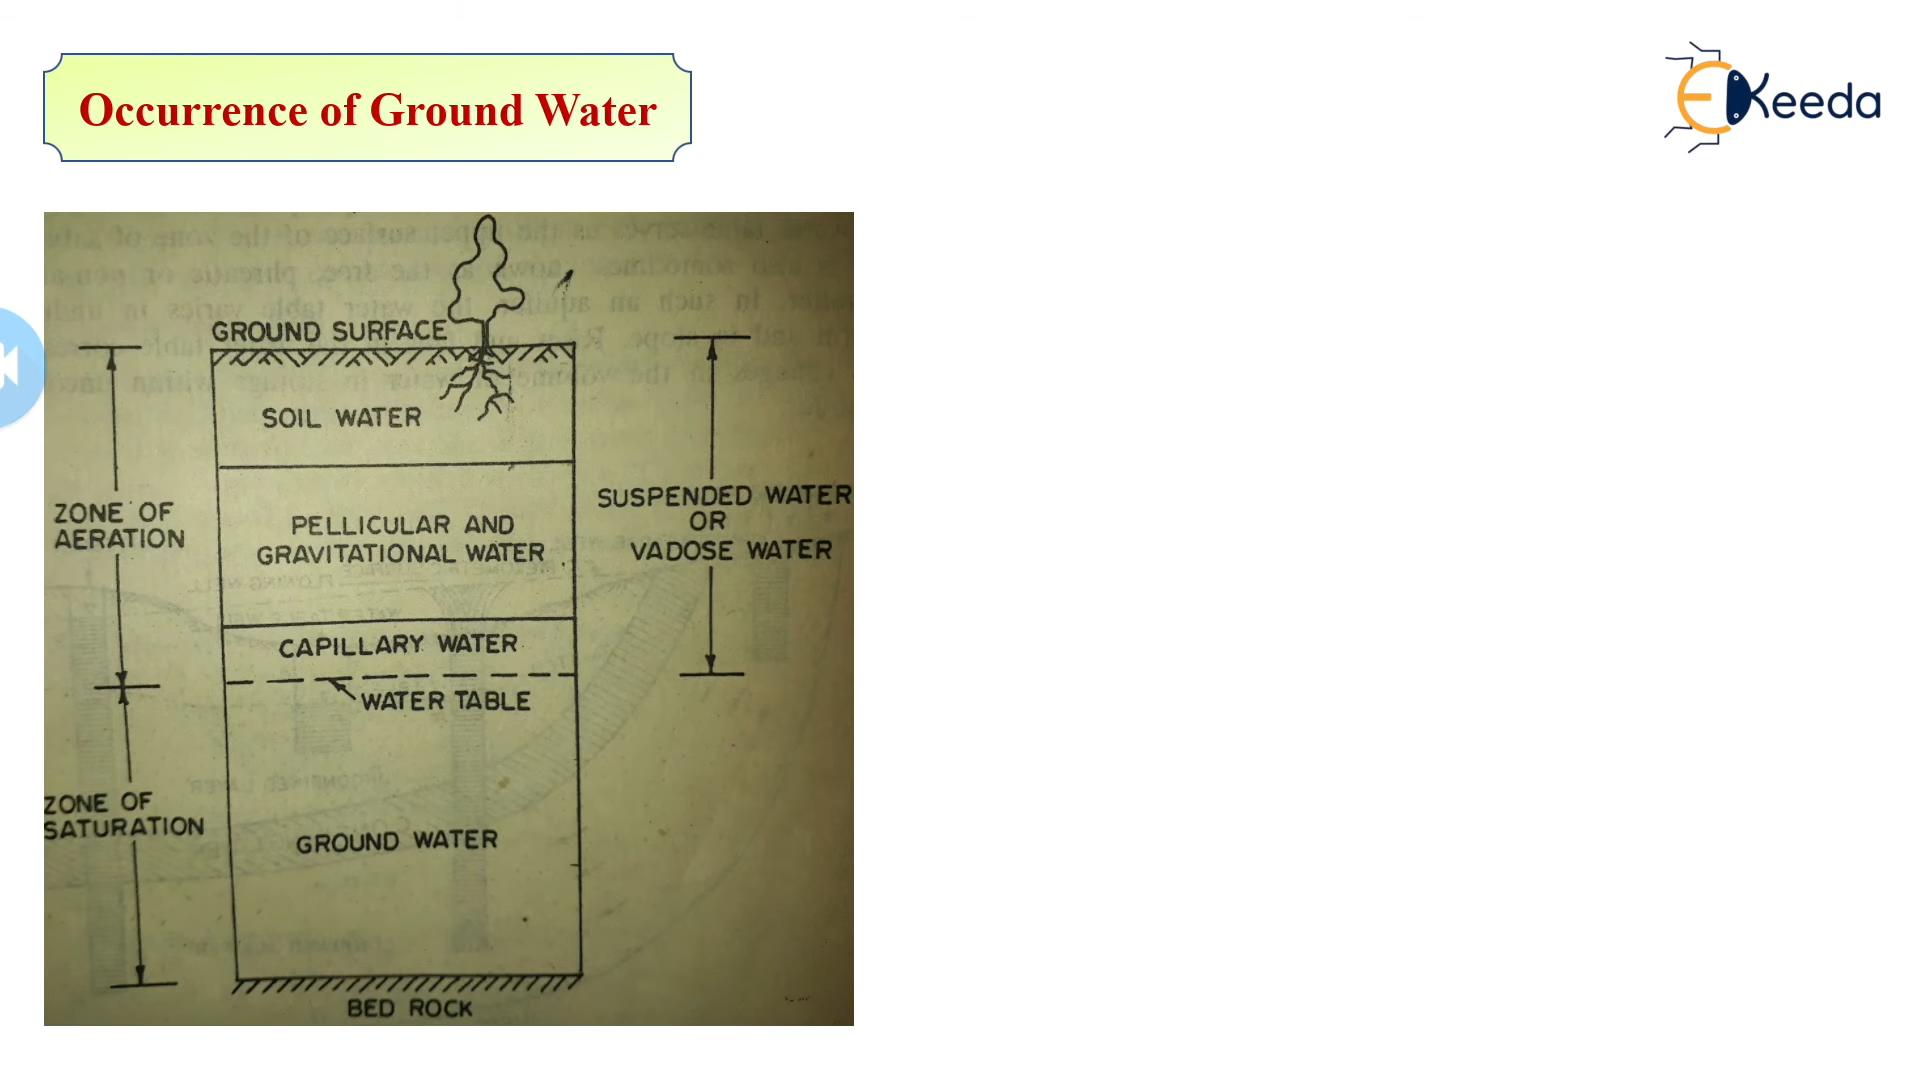 Occurrence of Ground Water
EKeeda
GROUND SURFACE
SOIL WATER
ZONE OF
AERATION
PELLICULAR AND
GRAVITATIONAL WATER
SUSPENDED WATER
OR
VADOSE WATER
CAPILLARY WATER
WATER TABLE
ZONE OF
SATURATION
GROUND WATER
BED ROCK